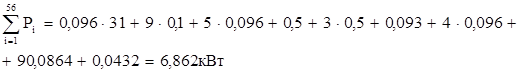 56
∑ Pᵢ = 0,096 · 31 + 9 · 0,1 + 5 · 0,096 + 0,5 + 3 · 0,5 + 0,093 + 4 · 0,096 +
i=1
+ 90,0864 + 0,0432 = 6,862кВт